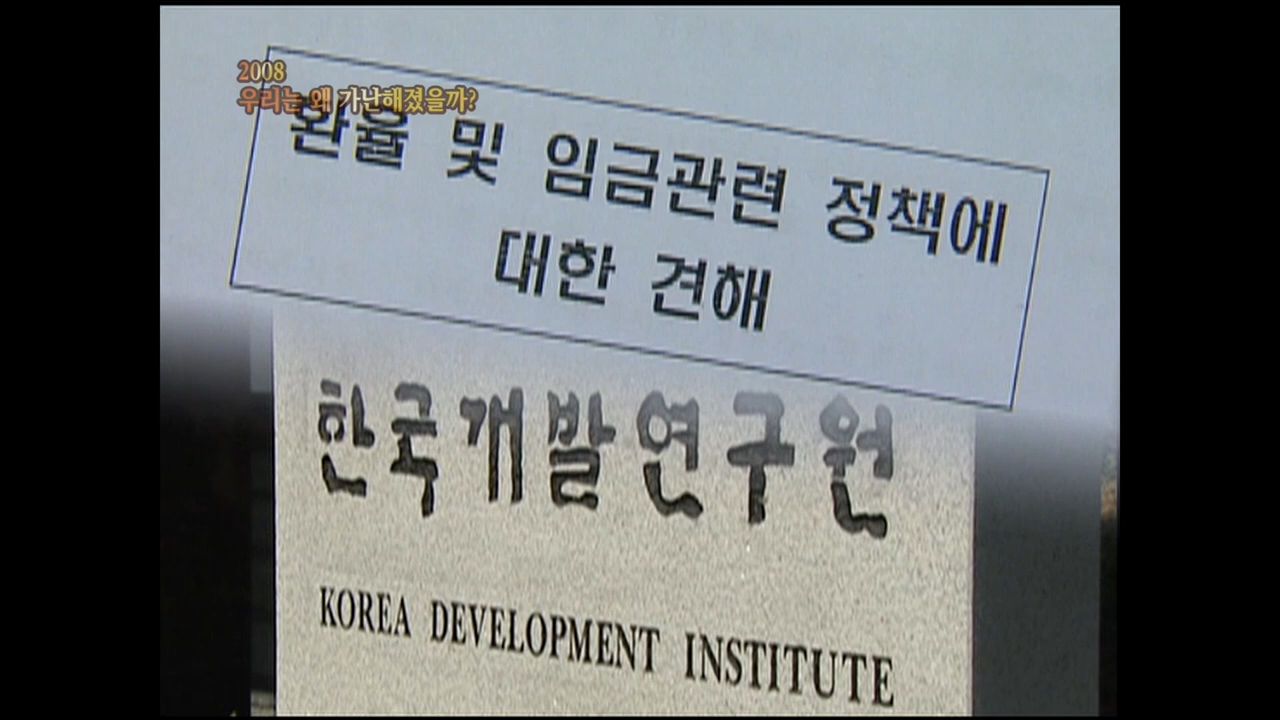 2008
우리는 왜 가난해졌을까?
환율 및 임금관련 정책에
대한 견해
한국개발연구원
KOREA DEVELOPMENT INSTITUTE